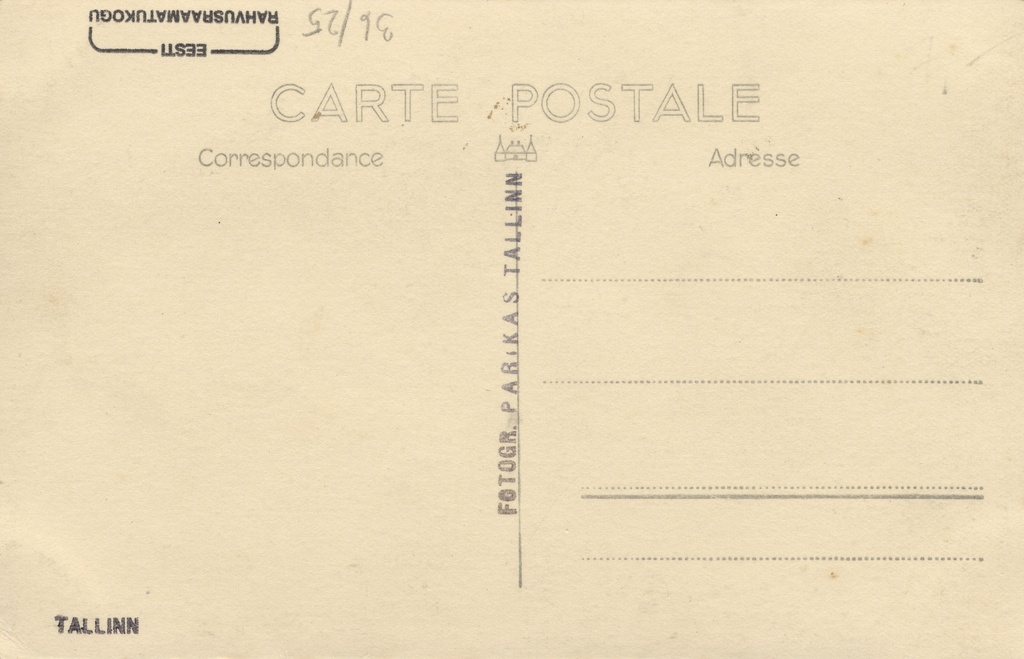 EESTI
RAHVUSRAAMATUKOGU
36/25
CARTE POSTALE
Correspondance
Adresse
FOTOGR. PARIKAS TALLINN
TALLINN